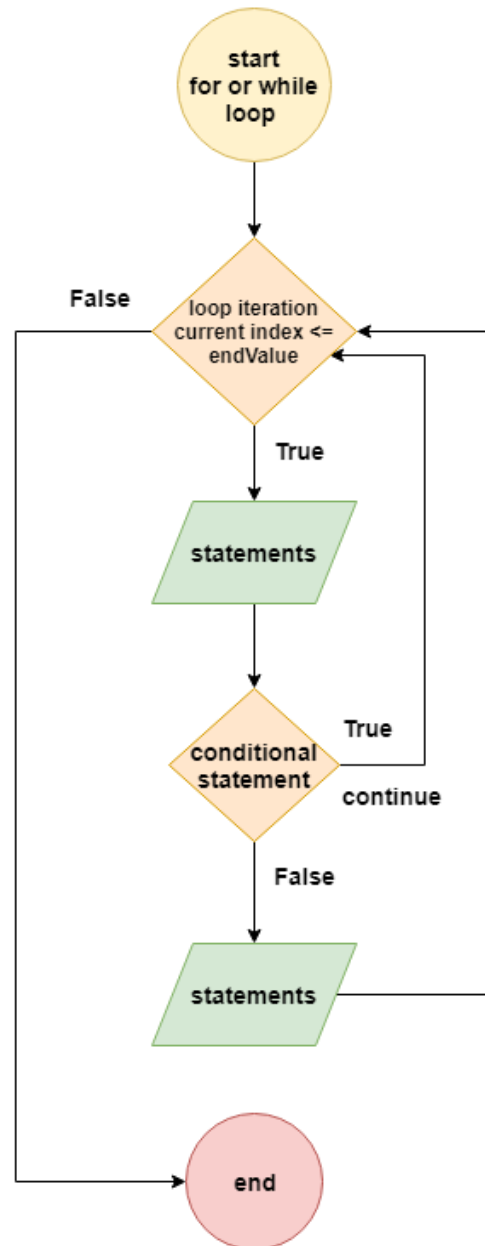 start
for or while
loop
False
loop iteration
current index <=
endValue
True
statements
True
conditional
statement
continue
False
statements
end